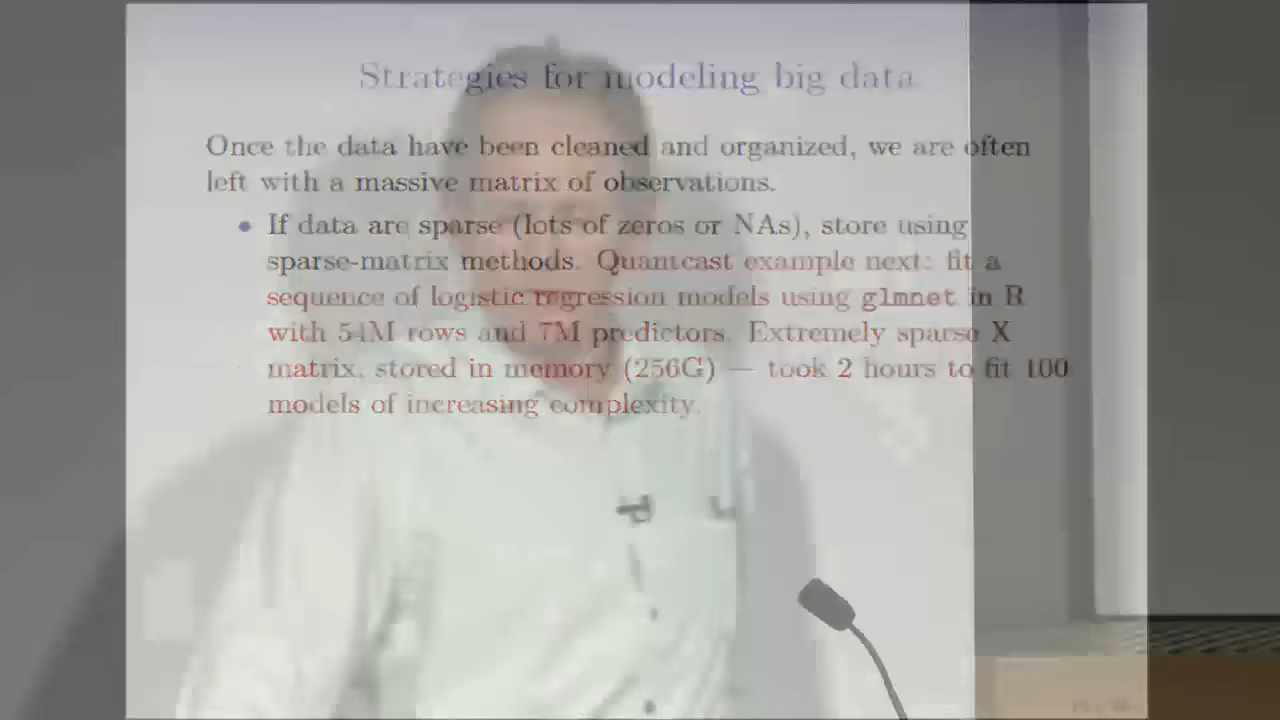 Strategies for modeling big data
Once the data have been cleaned and organized, we are often
left with a massive matrix of observations.
• If data are sparse (lots of zeros or NAs), store using
sparse-matrix methods. Quantcast example next: fit a
sequence of logistic regression models using glmnet in R
with 54M rows and 7M predictors. Extremely sparse X
matrix, stored in memory (256G) — took 2 hours to fit 100
models of increasing complexity.